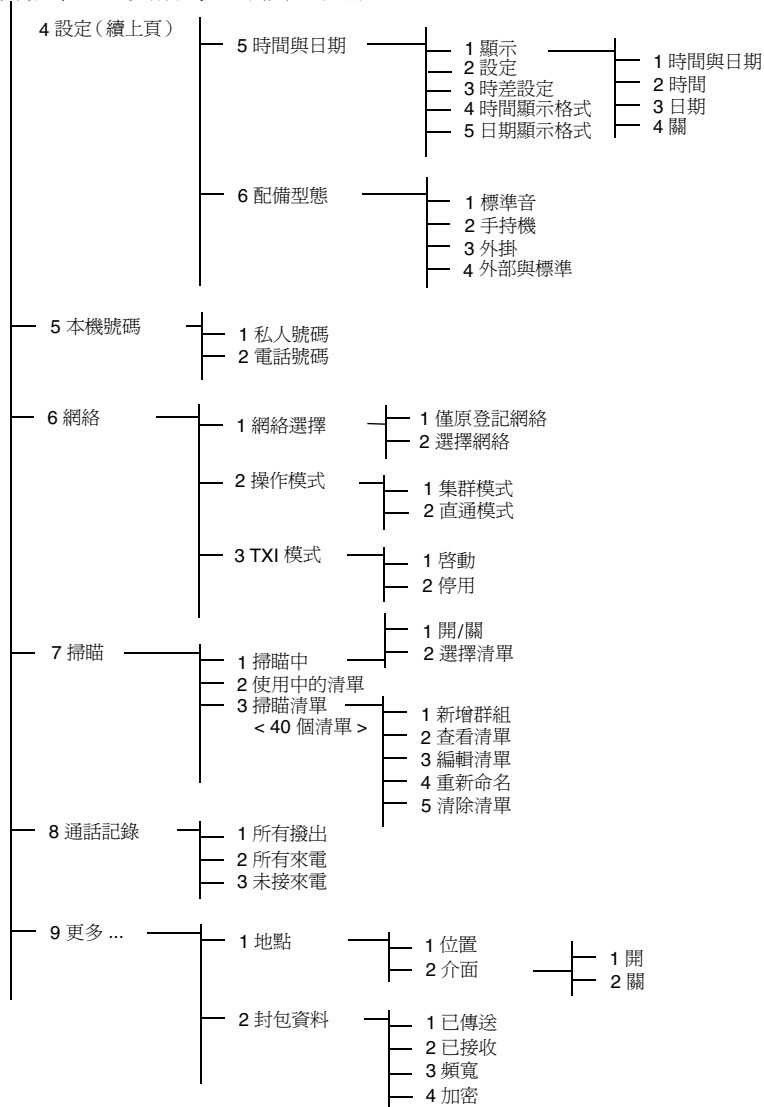 4 設定（續上頁）
5 時間與日期
1 顯示
2 設定
3 時差設定
4 時間顯示格式
5 日期顯示格式
1 時間與日期
2 時間
3 日期
4 關
6 配備型態
1 標準音
2 手持機
3 外掛
4 外部與標準
5 本機號碼
1 私人號碼
2 電話號碼
6 網絡
1 網絡選擇
1 僅原登記網絡
2 選擇網絡
2 操作模式
1 集群模式
2 直通模式
3 TXI 模式
1 啓動
2 停用
7 掃瞄
1 掃瞄中
1 開/關
2 選擇清單
2 使用中的清單
3 掃瞄清單
< 40 個清單 >
1 新增群組
2 查看清單
3 編輯清單
4 重新命名
5 清除清單
8 通話記錄
1 所有撥出
2 所有來電
3 未接來電
9 更多 ...
1 地點
1 位置
2 介面
1 開
2 關
2 封包資料
1 已傳送
2 已接收
3 頻寬
4 加密